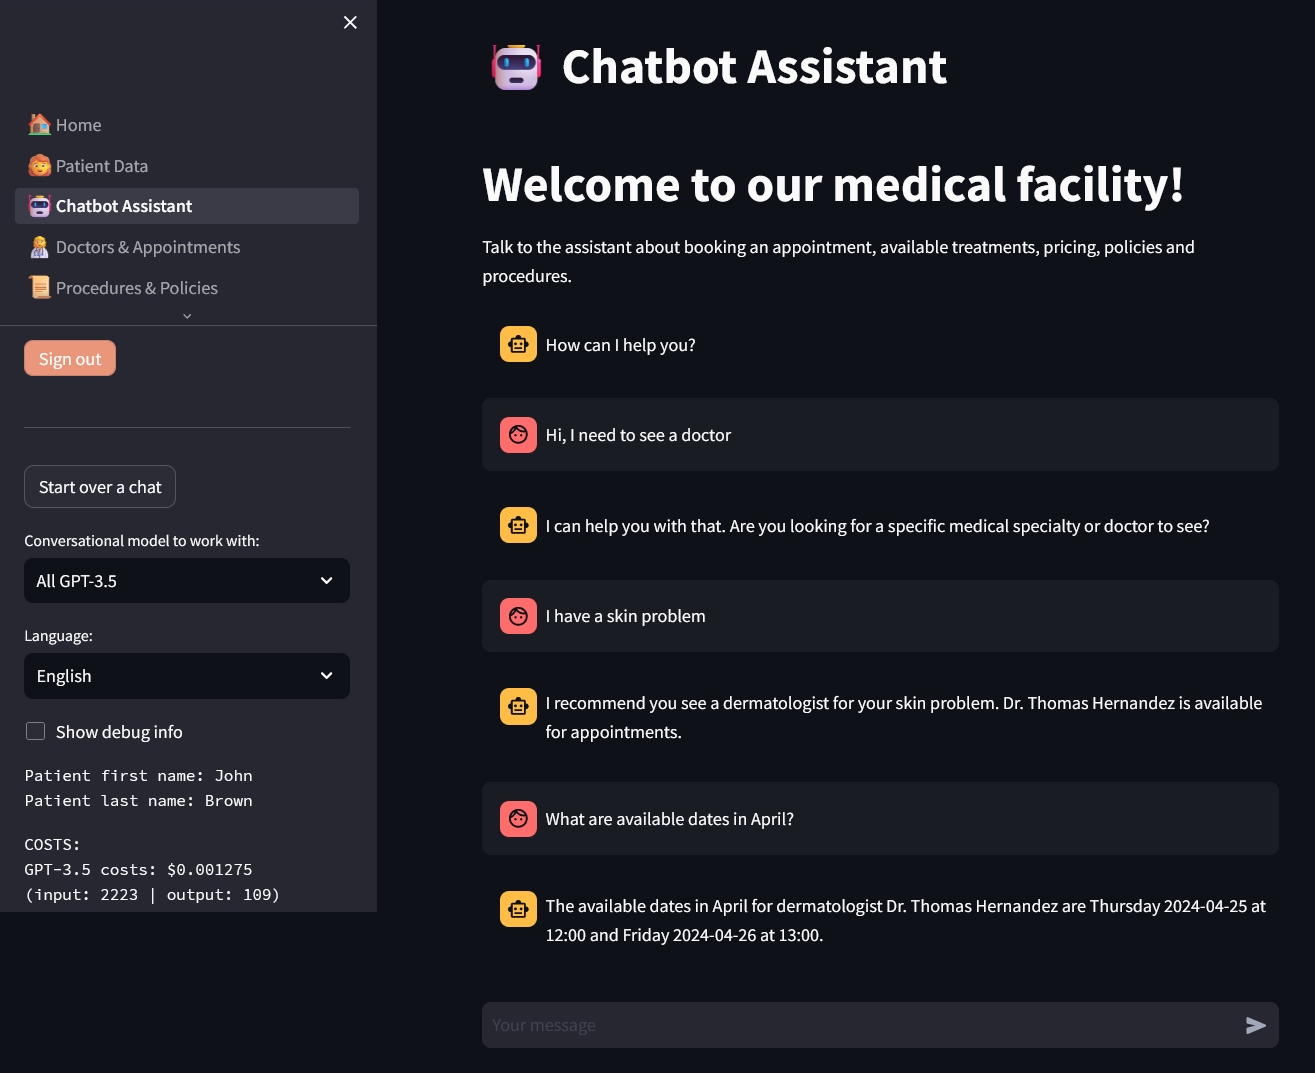 Home
Patient Data
Chatbot Assistant
Doctors & Appointments
Procedures & Policies
Sign out
Start over a chat
Conversational model to work with:
All GPT-3.5
Language:
English
Show debug info
Patient first name: John
Patient last name: Brown
COSTS:
GPT-3.5 costs: $0.001275
(input: 2223 | output: 109)
Chatbot Assistant
Welcome to our medical facility!
Talk to the assistant about booking an appointment, available treatments, pricing, policies and
procedures.
How can I help you?
Hi, I need to see a doctor
I can help you with that. Are you looking for a specific medical specialty or doctor to see?
I have a skin problem
I recommend you see a dermatologist for your skin problem. Dr. Thomas Hernandez is available
for appointments.
What are available dates in April?
The available dates in April for dermatologist Dr. Thomas Hernandez are Thursday 2024-04-25 at
12:00 and Friday 2024-04-26 at 13:00.
Your message